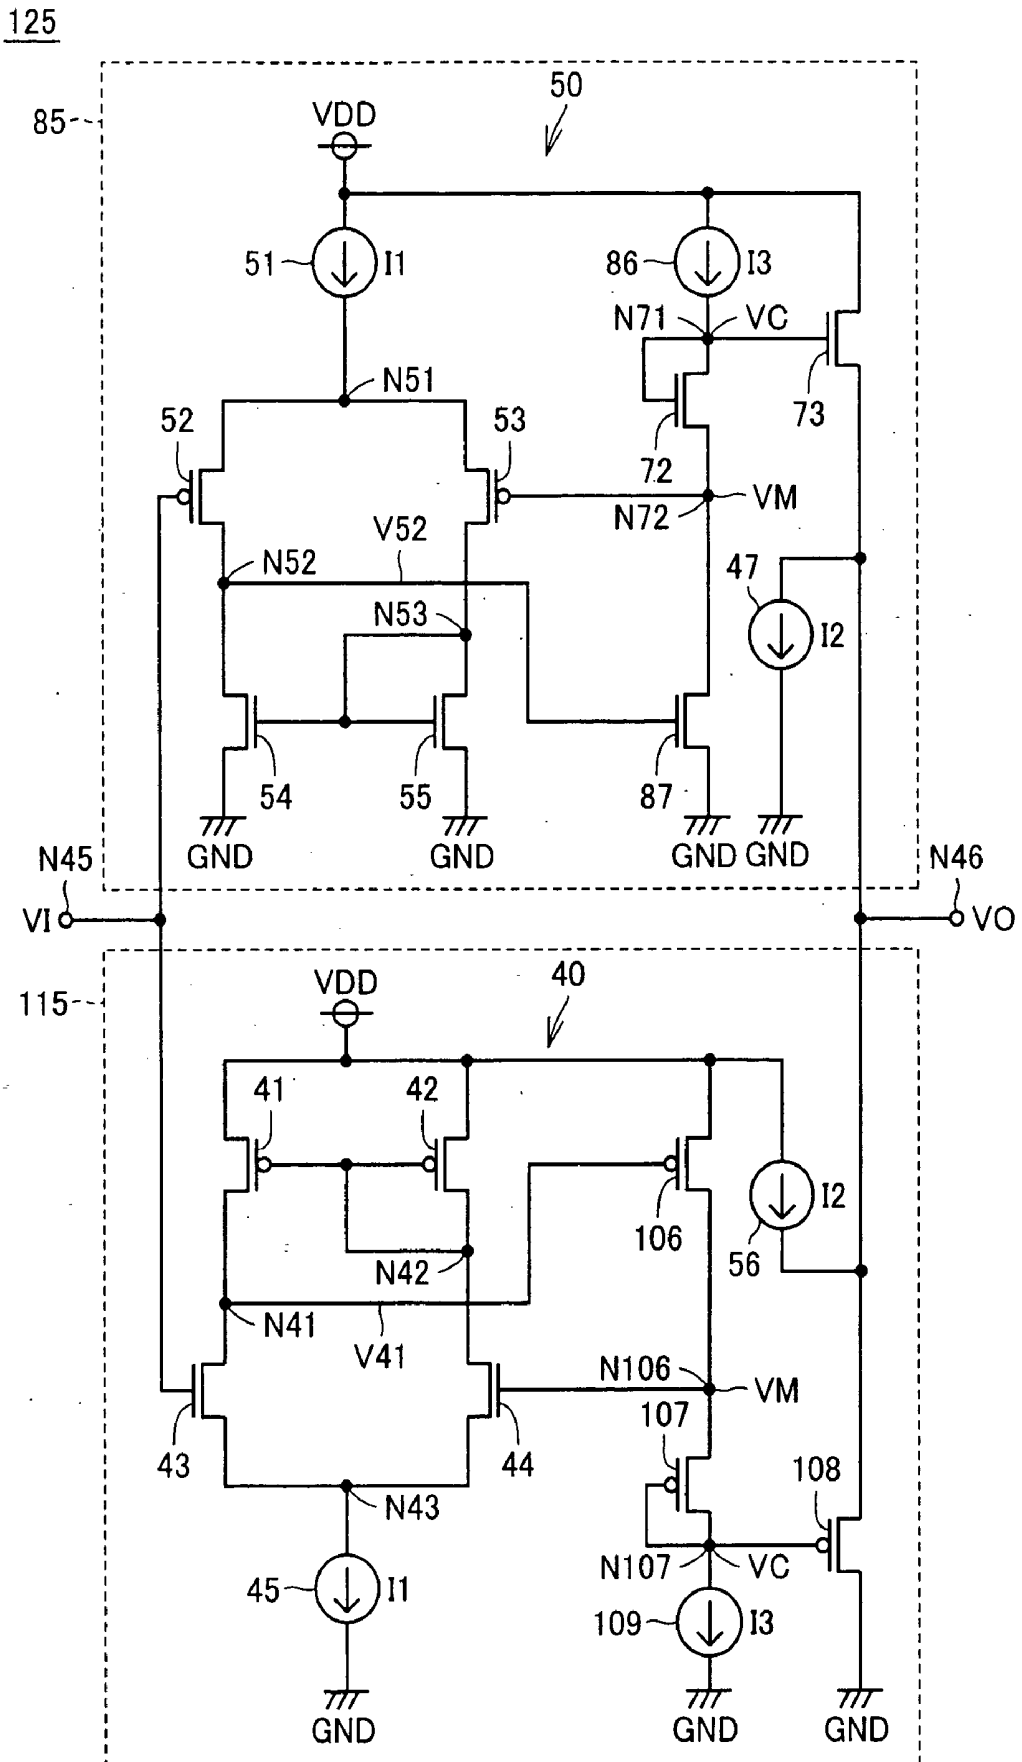 125
85
50
VDD
51
I1
86
I3
N71
VC
N51
73
52
53
72
VM
N72
N52
V52
47
N53
I2
54
55
87
GND
GND
GND
GND
N45
N46
VI
VO
115
VDD
40
41
42
I2
106
56
N42
N41
V41
N106
VM
107
43
44
108
N43
N107
VC
45
I1
109
I3
GND
GND
GND